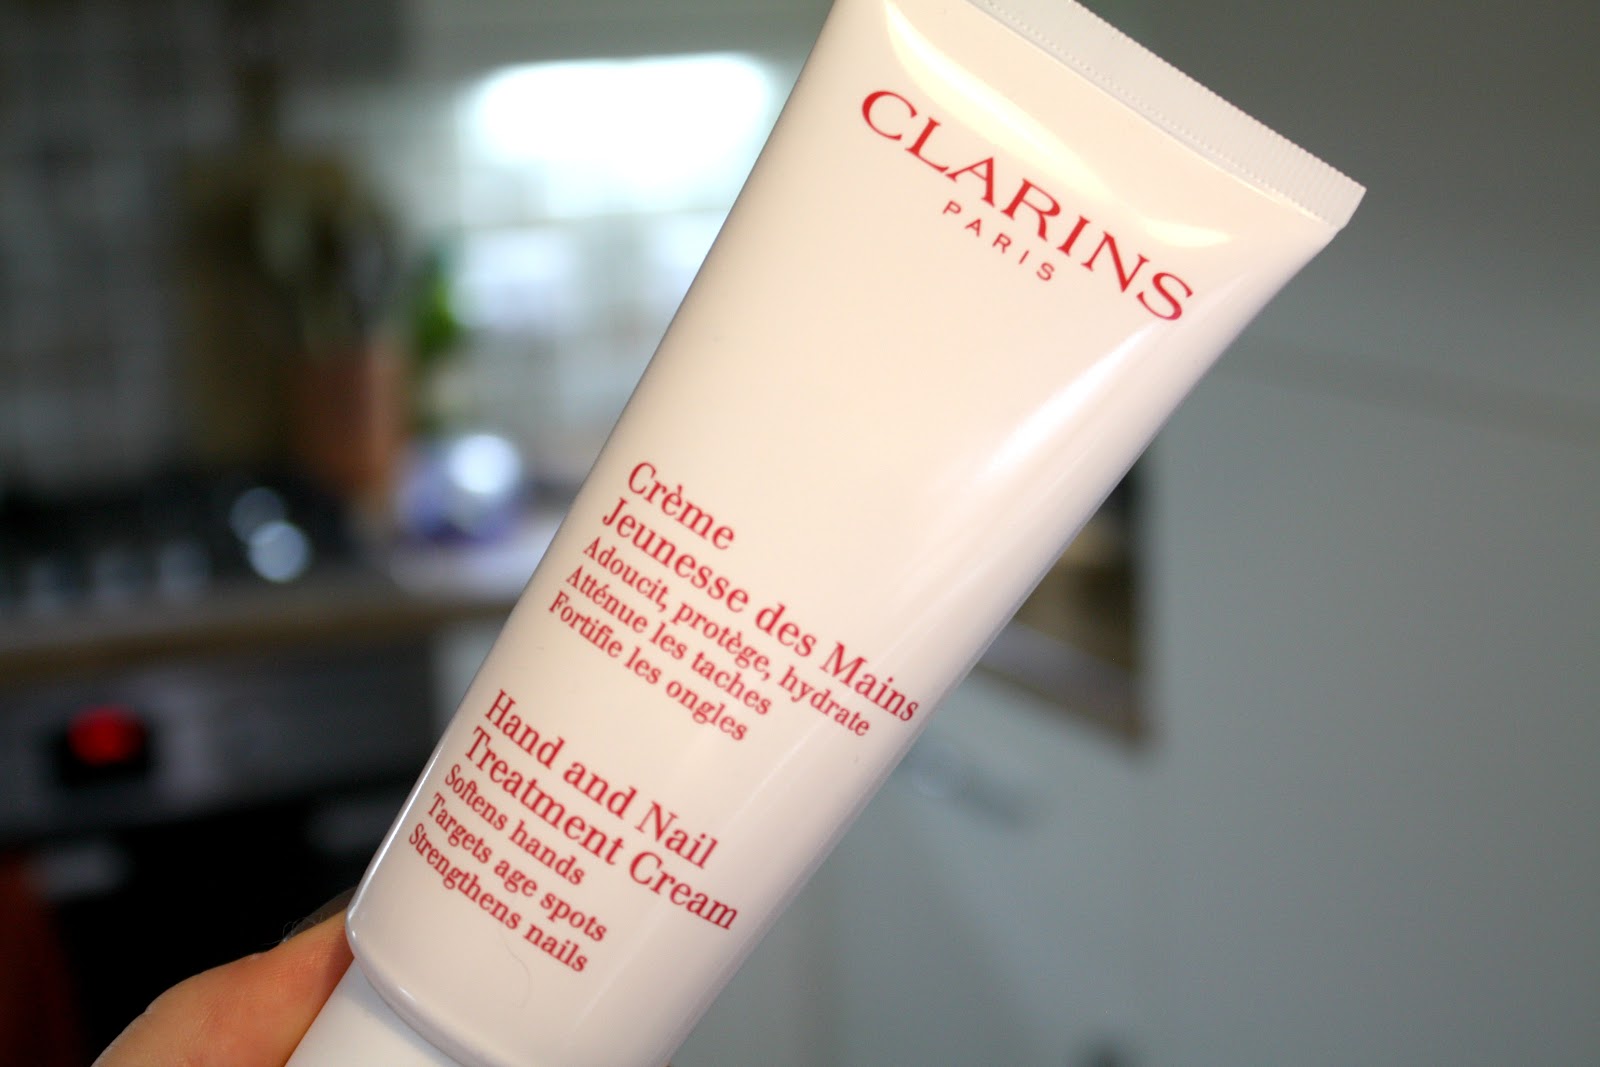 CLARINS
PARIS
Crème
Jeunesse des Mains
Adoucit, protège, hydrate
Atténue les taches
Fortifie les ongles
Hand and Nail
Treatment Cream
Softens hands
Targets age spots
Strengthens nails